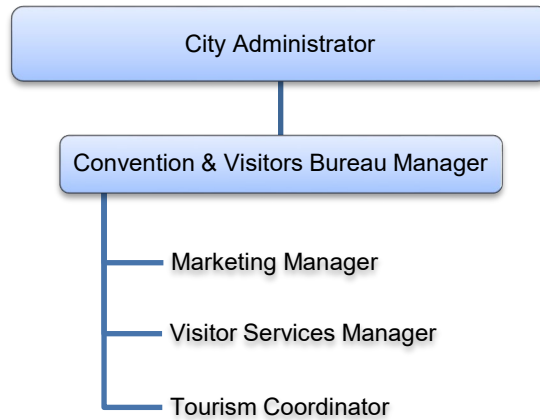 City Administrator
Convention & Visitors Bureau Manager
Marketing Manager
Visitor Services Manager
Tourism Coordinator